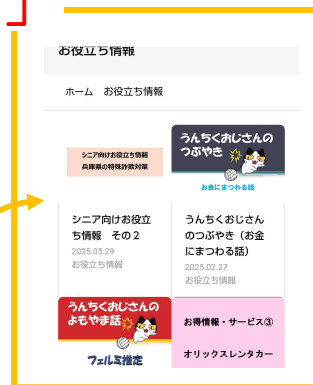 お役立ち情報
ホーム お役立ち情報
シニア向けお役立ち情報
兵庫県の特殊詐欺対策
うんちくおじさんの
つぶやき
お金にまつわる話
シニア向けお役立
ち情報 その２
2025.05.29
お役立ち情報
うんちくおじさん
のつぶやき（お金
にまつわる話）
2025.02.27
お役立ち情報
うんちくおじさんの
よもやま話
フェルミ推定
お得情報・サービス③
オリックスレンタカー